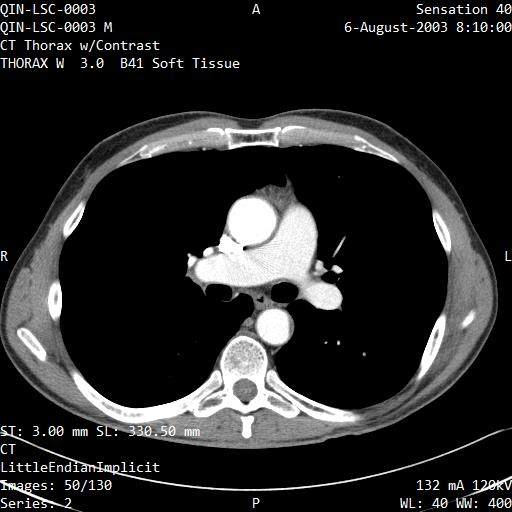 QIN-LSC-0003
QIN-LSC-0003 M
CT Thorax w/Contrast
THORAX W  3.0  B41 Soft Tissue
A
Sensation 40
6-August-2003 8:10:00
R
L
ST: 3.00 mm SL: 330.50 mm
CT
LittleEndianImplicit
Images: 50/130
Series: 2
P
132 mA 120kV
WL: 40 WW: 400